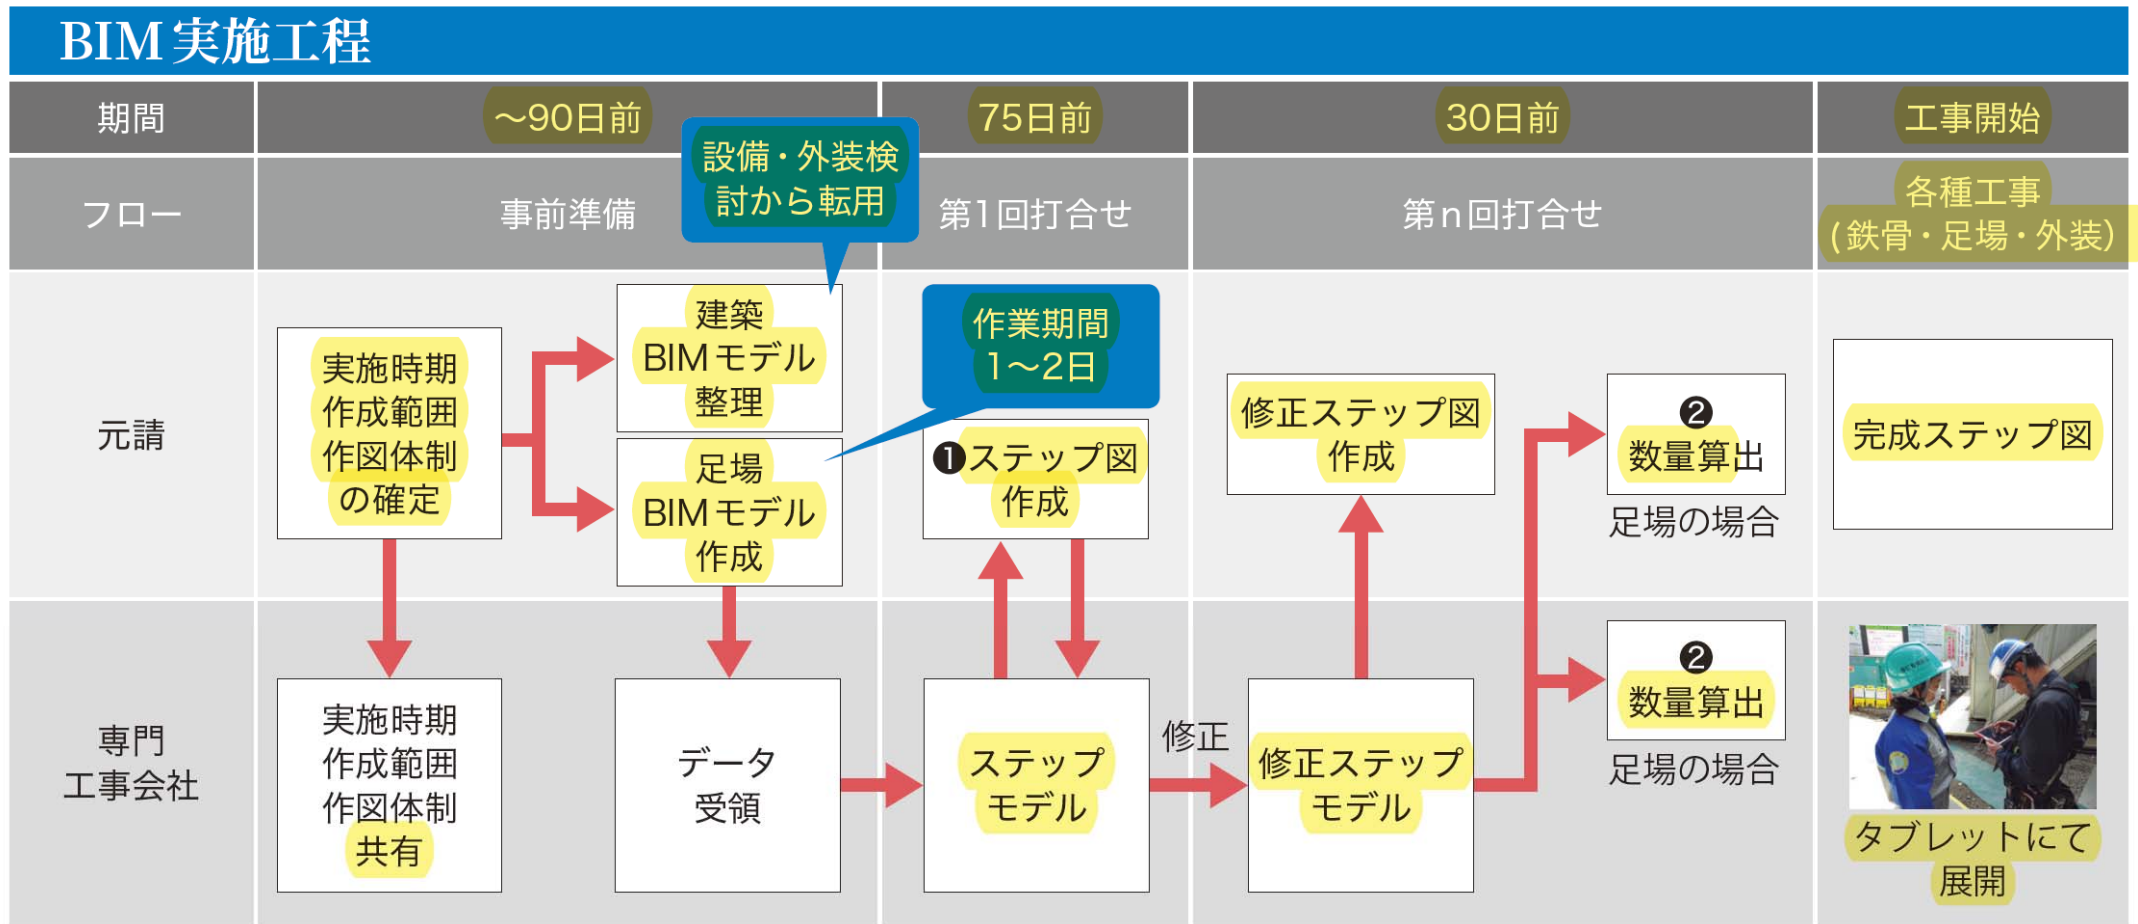 BIM実施工程
期間
～90日前
75日前
30日前
工事開始
フロー
事前準備
設備・外装検
討から転用
第1回打合せ
第n回打合せ
各種工事
(鉄骨・足場・外装）
元請
実施時期
作成範囲
作図体制
の確定
建築
BIMモデル
整理
足場
BIMモデル
作成
作業期間
1～2日
❶ステップ図
作成
修正ステップ図
作成
❷
数量算出
足場の場合
完成ステップ図
専門
工事会社
実施時期
作成範囲
作図体制
共有
データ
受領
ステップ
モデル
修正
修正ステップ
モデル
❷
数量算出
足場の場合
タブレットにて
展開